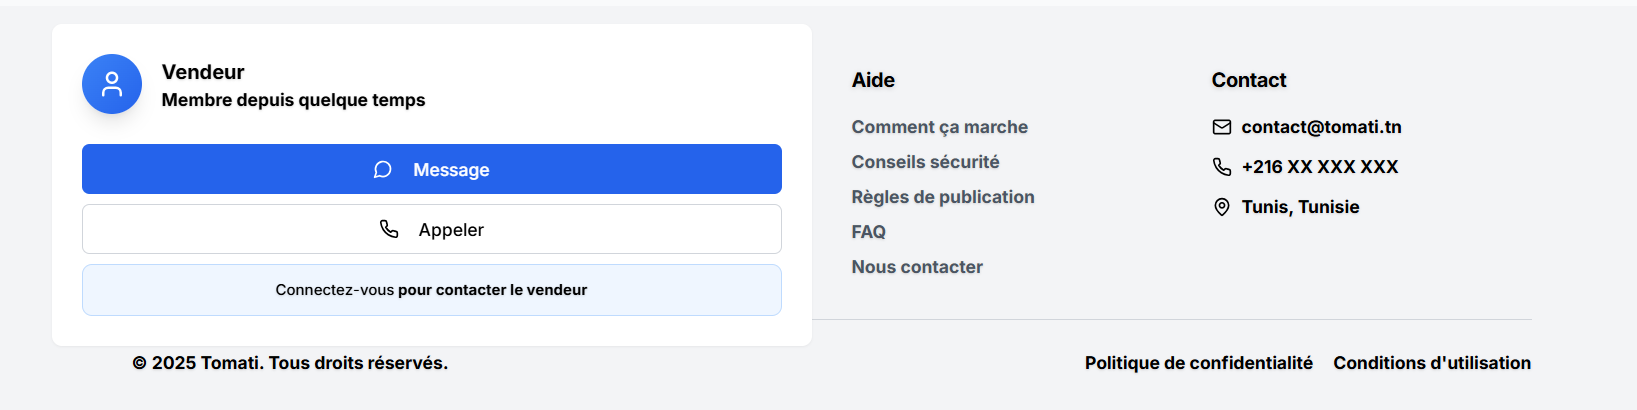 Vendeur
Membre depuis quelque temps
Message
Appeler
Connectez-vous pour contacter le vendeur
Aide
Comment ça marche
Conseils sécurité
Règles de publication
FAQ
Nous contacter
Contact
contact@tomati.tn
+216 XX XXX XXX
Tunis, Tunisie
© 2025 Tomati. Tous droits réservés.
Politique de confidentialité Conditions d'utilisation